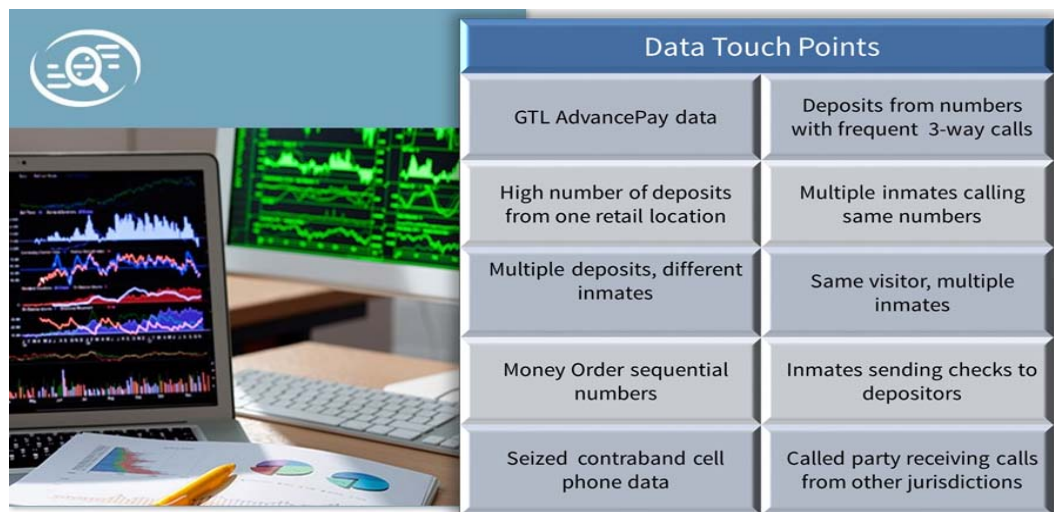 Data Touch Points
GTL AdvancePay data
Deposits from numbers
with frequent 3-way calls
High number of deposits
from one retail location
Multiple inmates calling
same numbers
Multiple deposits, different
inmates
Same visitor, multiple
inmates
Money Order sequential
numbers
Inmates sending checks to
depositors
Seized contraband cell
phone data
Called party receiving calls
from other jurisdictions